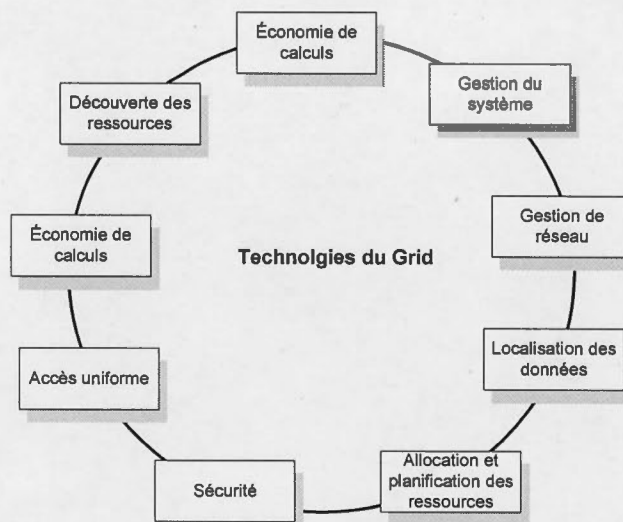 Économie de
calculs
Gestion du
système
Découverte des
ressources
Gestion de
réseau
Économie de
calculs
Technolgies du Grid
Localisation des
données
Accès uniforme
Allocation et
planification des
ressources
Sécurité